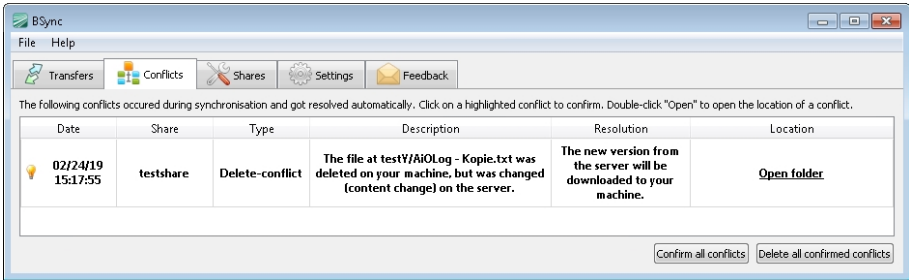 BSync
File Help
Transfers Conflicts Shares Settings Feedback
The following conflicts occured during synchronisation and got resolved automatically. Click on a highlighted conflict to confirm. Double-click "Open" to open the location of a conflict.
Date Share Type Description Resolution Location
02/24/19
15:17:55
testshare
Delete-conflict
The file at test¥/AiOLog - Kopie.txt was
deleted on your machine, but was changed
(content change) on the server.
The new version from
the server will be
downloaded to your
machine.
Open folder
Confirm all conflicts Delete all confirmed conflicts